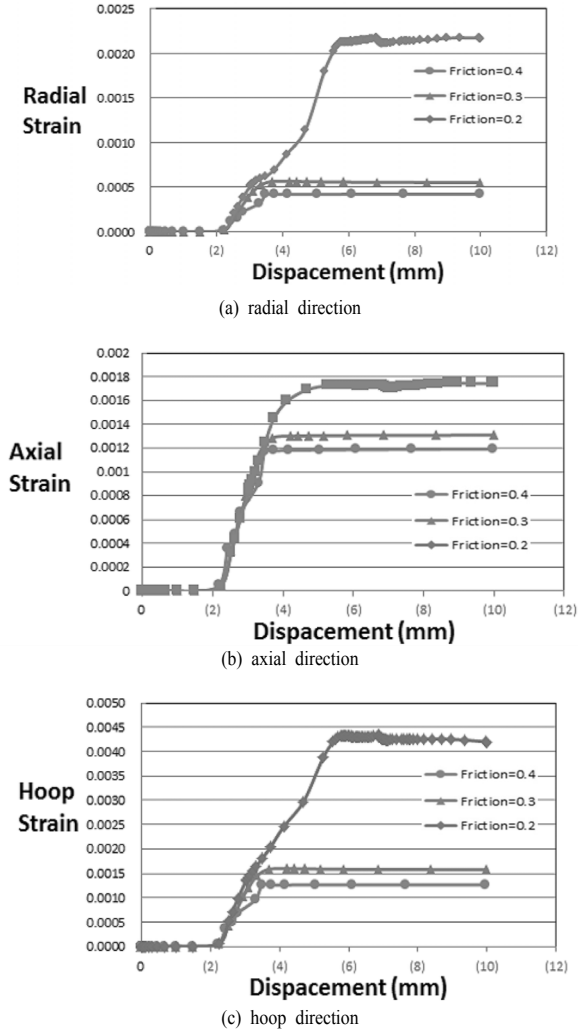 0.0025
0.0020
0.0015
0.0010
0.0005
0.0000
Radial
Strain
Friction=0.4
Friction=0.3
Friction=0.2
0 (2) (4) (6) (8) (10) (12)
Dispacement (mm)
(a) radial direction
0.002
0.0018
0.0016
0.0014
0.0012
0.001
0.0008
0.0006
0.0004
0.0002
0
Axial
Strain
Friction=0.4
Friction=0.3
Friction=0.2
0 (2) (4) (6) (8) (10) (12)
Dispacement (mm)
(b) axial direction
0.0050
0.0045
0.0040
0.0035
0.0030
0.0025
0.0020
0.0015
0.0010
0.0005
0.0000
Hoop
Strain
Friction=0.4
Friction=0.3
Friction=0.2
0 (2) (4) (6) (8) (10) (12)
Dispacement (mm)
(c) hoop direction